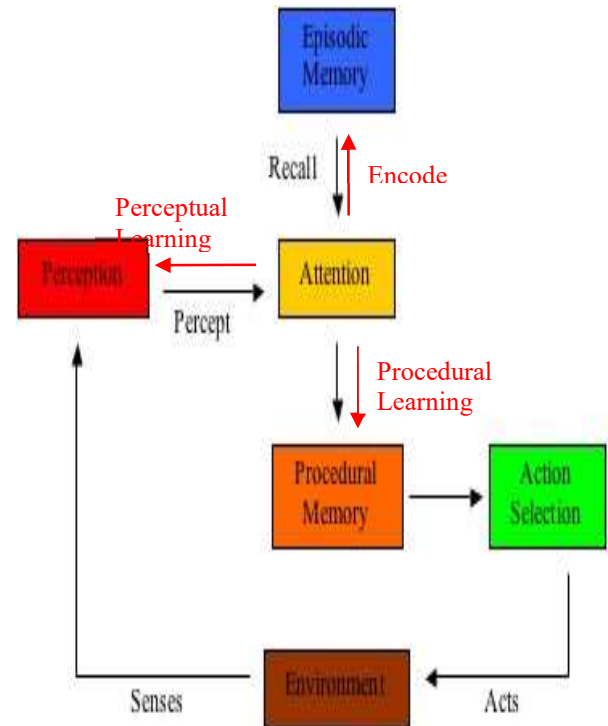 Episodic
Memory
Recall
Encode
Perceptual
Learning
Perception
Attention
Percept
Procedural
Learning
Procedural
Memory
Action
Selection
Environment
Senses
Acts